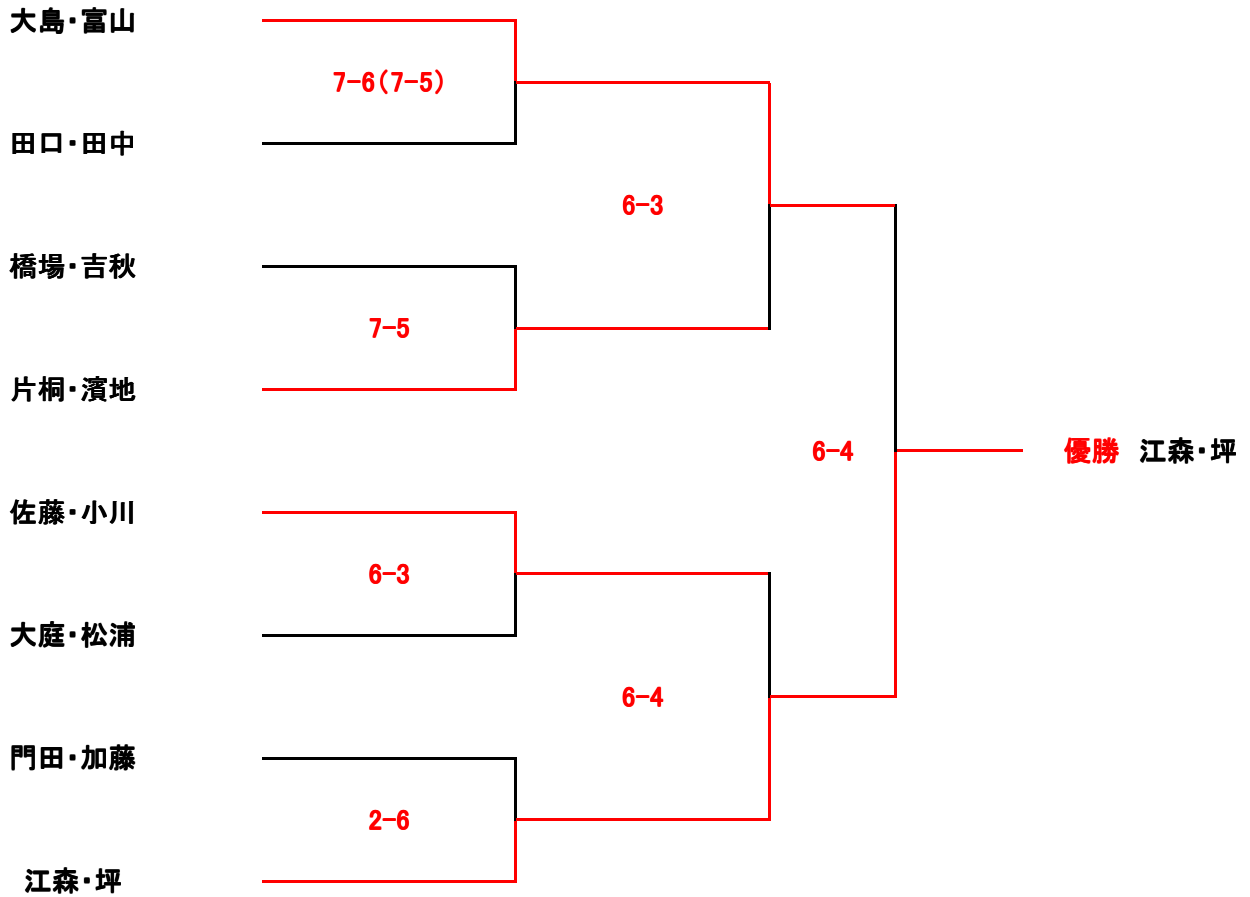 大島・富山
7-6(7-5)
田口・田中
6-3
橋場・吉秋
7-5
片桐・濱地
6-4
優勝 江森・坪
佐藤・小川
6-3
大庭・松浦
6-4
門田・加藤
2-6
江森・坪